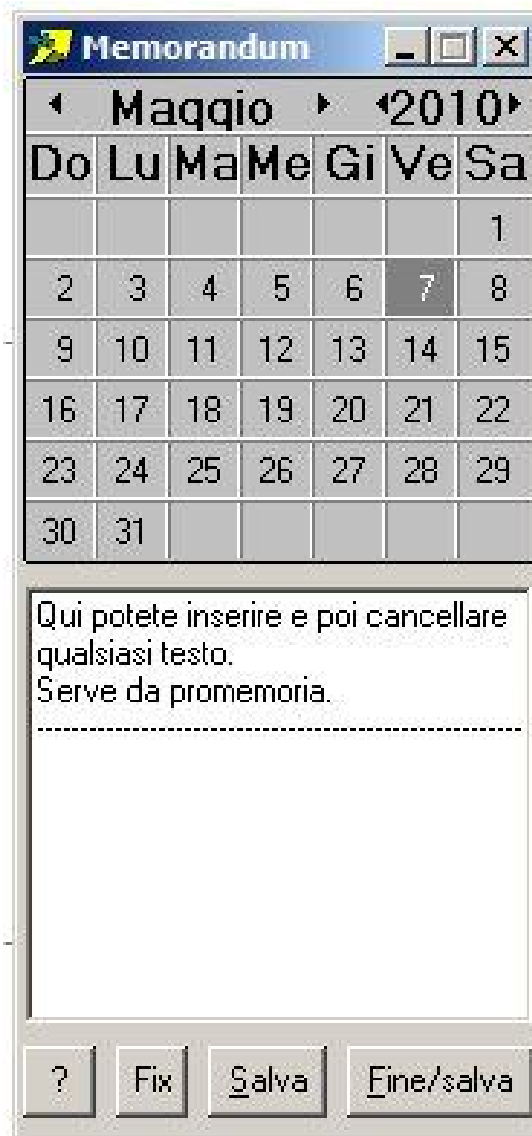 Memorandum
Maggio 2010
Do Lu Ma Me Gi Ve Sa
1
2 3 4 5 6 7 8
9 10 11 12 13 14 15
16 17 18 19 20 21 22
23 24 25 26 27 28 29
30 31
Qui potete inserire e poi cancellare
qualsiasi testo.
Serve da promemoria.
? Fix Salva Fine/salva